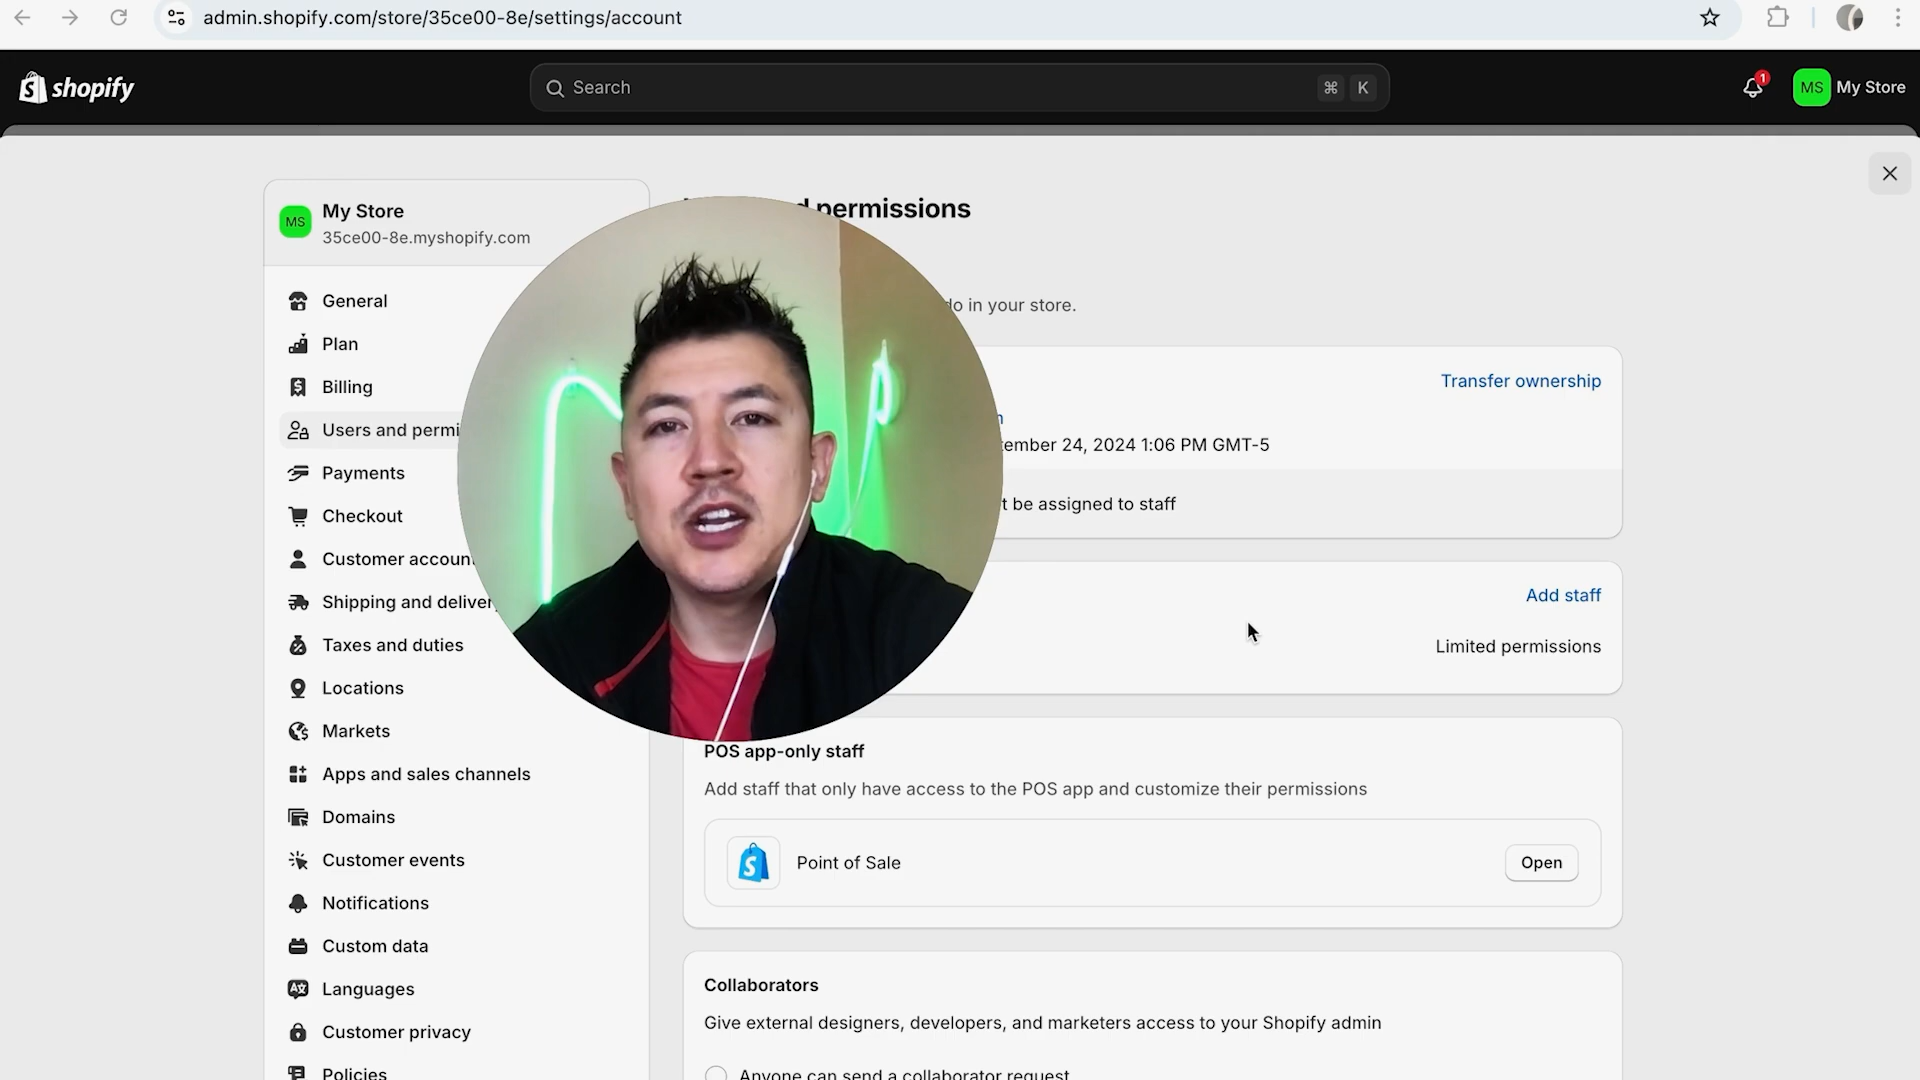 admin.shopify.com/store/35ce00-8e/settings/account
shopify
Search
⌘ K
1
MS
My Store
MS
My Store
35ce00-8e.myshopify.com
General
Plan
Billing
Users and permi
Payments
Checkout
Customer accoun
Shipping and deliver
Taxes and duties
Locations
Markets
Apps and sales channels
Domains
Customer events
Notifications
Custom data
Languages
Customer privacy
Policies
permissions
do in your store.
Transfer ownership
tember 24, 2024 1:06 PM GMT-5
t be assigned to staff
Add staff
Limited permissions
POS app-only staff
Add staff that only have access to the POS app and customize their permissions
Point of Sale
Open
Collaborators
Give external designers, developers, and marketers access to your Shopify admin
Anyone can send a collaborator request